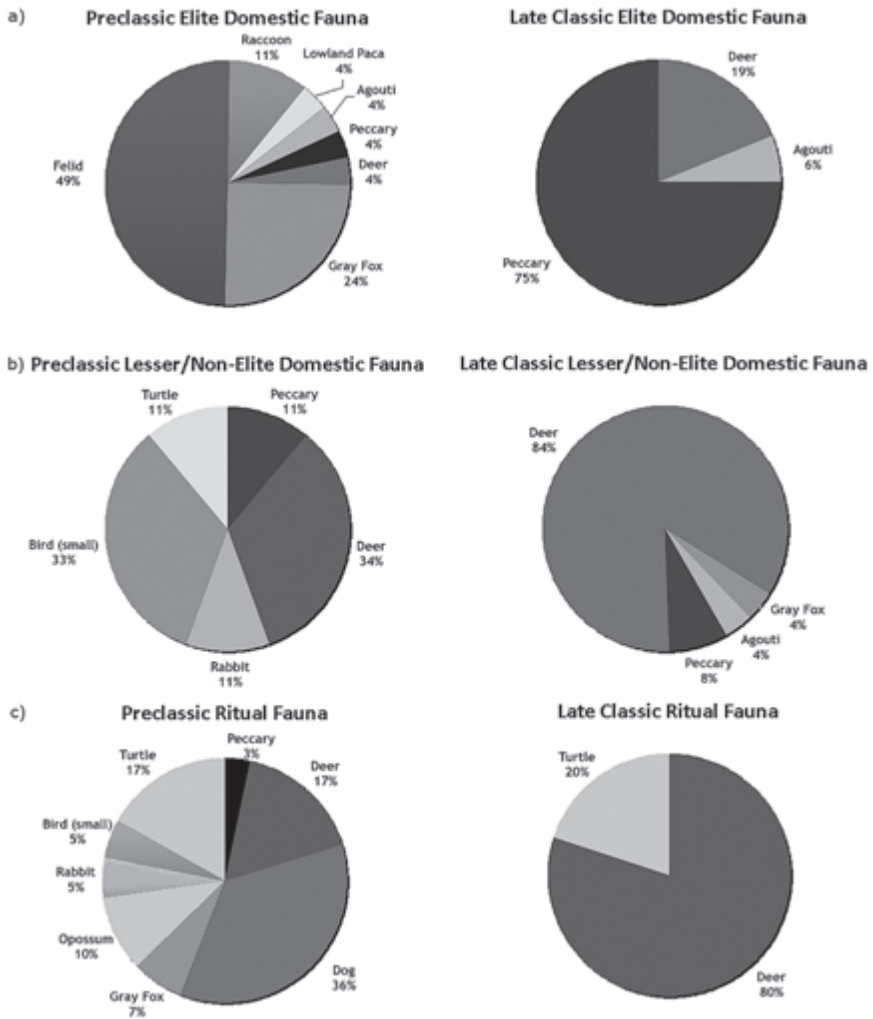 a)
Preclassic Elite Domestic Fauna
Raccoon
11%
Lowland Paca
4%
Agouti
4%
Peccary
4%
Deer
4%
Gray Fox
24%
Felid
49%
Late Classic Elite Domestic Fauna
Deer
19%
Agouti
6%
Peccary
75%
b) Preclassic Lesser/Non-Elite Domestic Fauna
Turtle
11%
Peccary
11%
Bird (small)
33%
Deer
34%
Rabbit
11%
Late Classic Lesser/Non-Elite Domestic Fauna
Deer
84%
Gray Fox
4%
Agouti
4%
Peccary
8%
c)
Preclassic Ritual Fauna
Peccary
3%
Deer
17%
Turtle
17%
Bird (small)
5%
Rabbit
5%
Opossum
10%
Gray Fox
7%
Dog
36%
Late Classic Ritual Fauna
Turtle
20%
Deer
80%